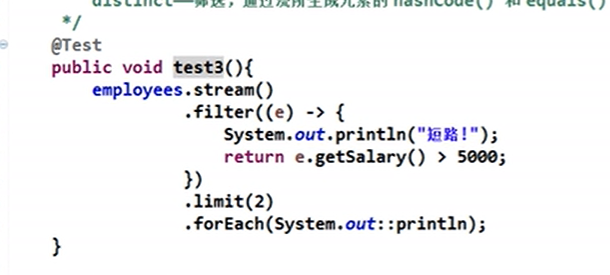 distinct——筛选，通过流所生成元素的 hashCode() 和 equals()
*/
@Test
public void test3(){
employees.stream()
.filter((e) -> {
System.out.println("短路!");
return e.getSalary() > 5000;
})
.limit(2)
.forEach(System.out::println);
}